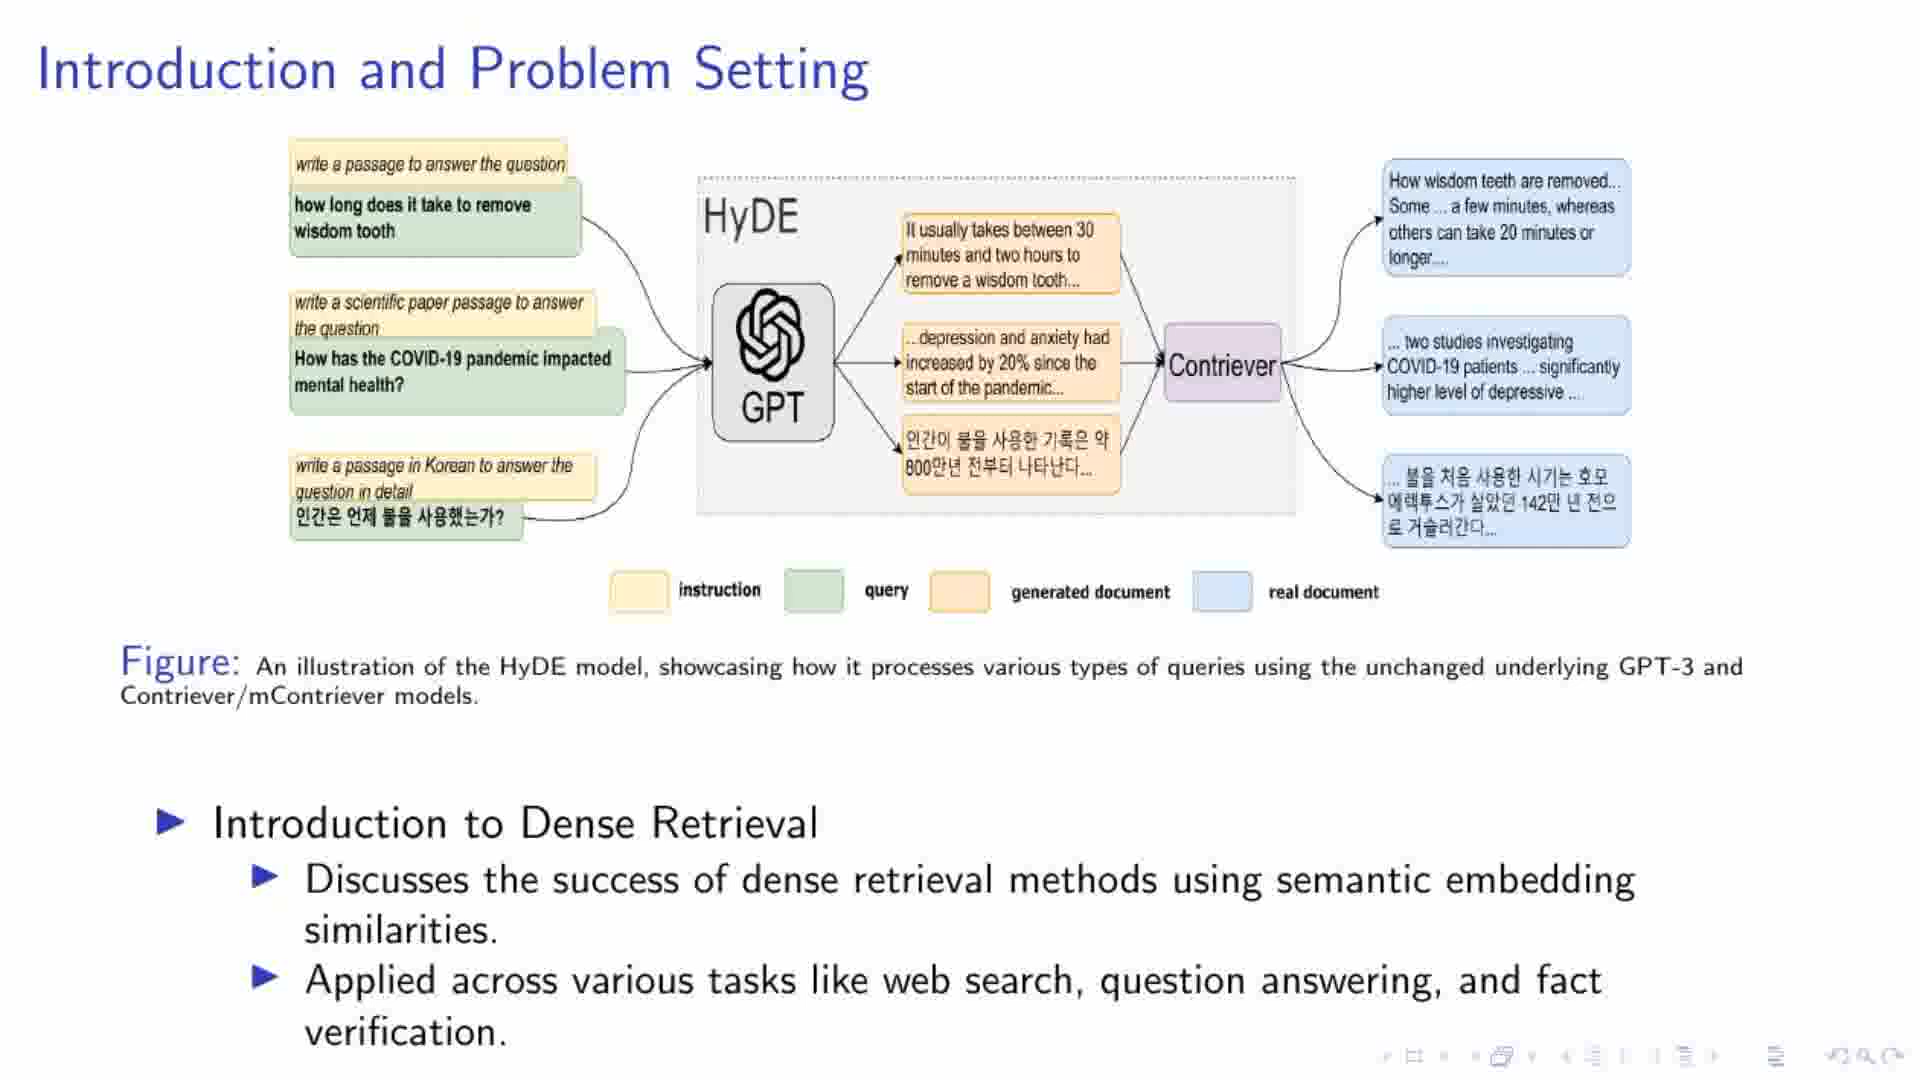 Introduction and Problem Setting
write a passage to answer the question
how long does it take to remove
wisdom tooth
write a scientific paper passage to answer
the question
How has the COVID-19 pandemic impacted
mental health?
write a passage in Korean to answer the
question in detail
인간은 언제 불을 사용했는가?
HyDE
GPT
It usually takes between 30
minutes and two hours to
remove a wisdom tooth...
...depression and anxiety had
increased by 20% since the
start of the pandemic...
인간이 불을 사용한 기록은 약
800만년 전부터 나타난다...
Contriever
How wisdom teeth are removed...
Some ... a few minutes, whereas
others can take 20 minutes or
longer....
... two studies investigating
COVID-19 patients ... significantly
higher level of depressive ...
... 불을 처음 사용한 시기는 호모
에렉투스가 살았던 142만 년 전으
로 거슬러간다...
instruction query generated document real document
Figure: An illustration of the HyDE model, showcasing how it processes various types of queries using the unchanged underlying GPT-3 and
Contriever/mContriever models.
Introduction to Dense Retrieval
Discusses the success of dense retrieval methods using semantic embedding
similarities.
Applied across various tasks like web search, question answering, and fact
verification.